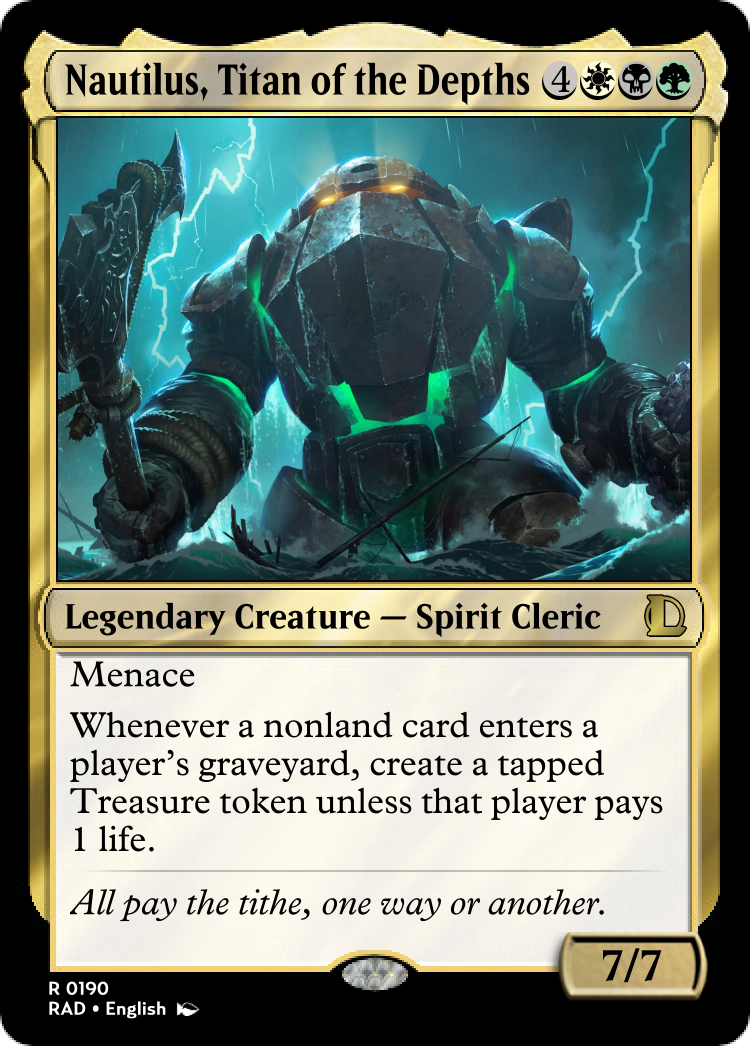 Nautilus, Titan of the Depths 4
Legendary Creature — Spirit Cleric
Menace
Whenever a nonland card enters a
player's graveyard, create a tapped
Treasure token unless that player pays
1 life.
All pay the tithe, one way or another.
7/7
R 0190
RAD • English